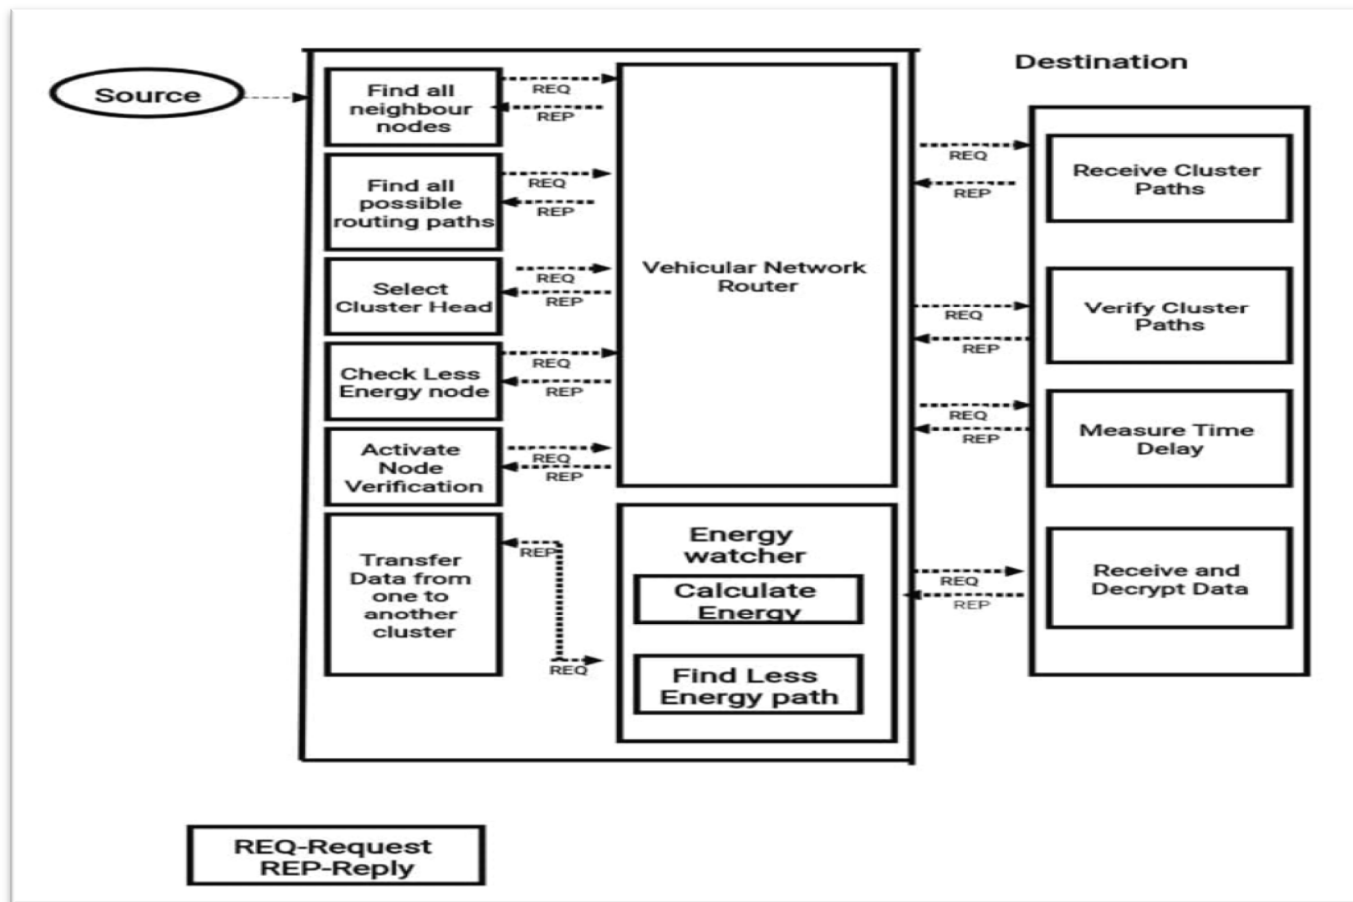 Source
Find all
neighbour
nodes
REQ
REP
Find all
possible
routing paths
REQ
REP
Select
Cluster Head
REQ
REP
Check Less
Energy node
REQ
REP
Activate
Node
Verification
REQ
REP
Transfer
Data from
one to
another
cluster
REP
REQ
Vehicular Network
Router
Energy
watcher
Calculate
Energy
Find Less
Energy path
Destination
REQ
REP
Receive Cluster
Paths
REQ
REP
Verify Cluster
Paths
REQ
REP
Measure Time
Delay
REQ
REP
Receive and
Decrypt Data
REQ-Request
REP-Reply